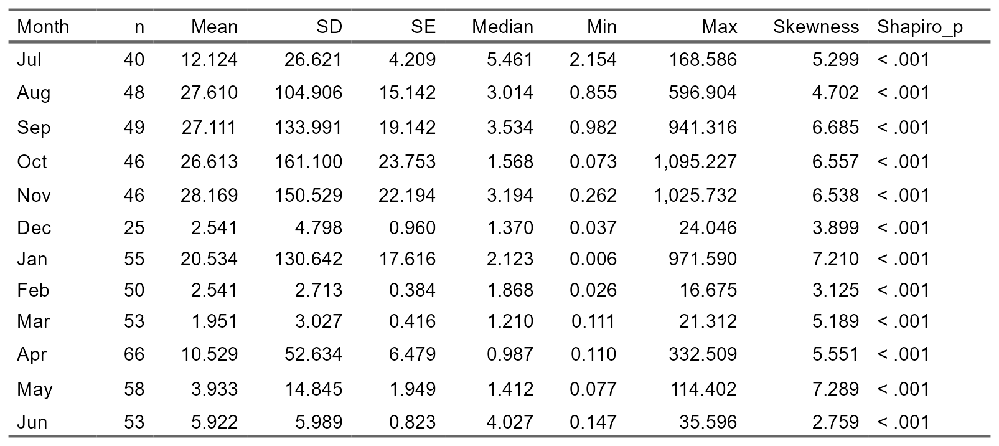 Month n Mean SD SE Median Min Max Skewness Shapiro_p
Jul 40 12.124 26.621 4.209 5.461 2.154 168.586 5.299 < .001
Aug 48 27.610 104.906 15.142 3.014 0.855 596.904 4.702 < .001
Sep 49 27.111 133.991 19.142 3.534 0.982 941.316 6.685 < .001
Oct 46 26.613 161.100 23.753 1.568 0.073 1,095.227 6.557 < .001
Nov 46 28.169 150.529 22.194 3.194 0.262 1,025.732 6.538 < .001
Dec 25 2.541 4.798 0.960 1.370 0.037 24.046 3.899 < .001
Jan 55 20.534 130.642 17.616 2.123 0.006 971.590 7.210 < .001
Feb 50 2.541 2.713 0.384 1.868 0.026 16.675 3.125 < .001
Mar 53 1.951 3.027 0.416 1.210 0.111 21.312 5.189 < .001
Apr 66 10.529 52.634 6.479 0.987 0.110 332.509 5.551 < .001
May 58 3.933 14.845 1.949 1.412 0.077 114.402 7.289 < .001
Jun 53 5.922 5.989 0.823 4.027 0.147 35.596 2.759 < .001